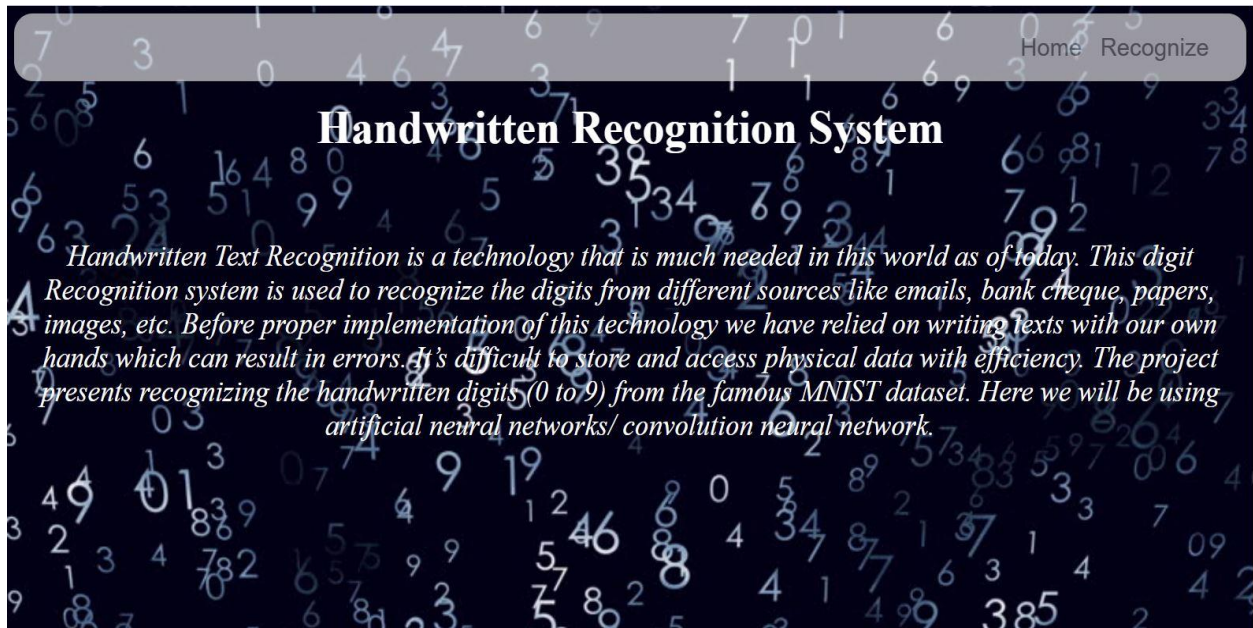 Home Recognize
Handwritten Recognition System
Handwritten Text Recognition is a technology that is much needed in this world as of today. This digit
Recognition system is used to recognize the digits from different sources like emails, bank cheque, papers,
images, etc. Before proper implementation of this technology we have relied on writing texts with our own
hands which can result in errors. It’s difficult to store and access physical data with efficiency. The project
presents recognizing the handwritten digits (0 to 9) from the famous MNIST dataset. Here we will be using
artificial neural networks/ convolution neural network.